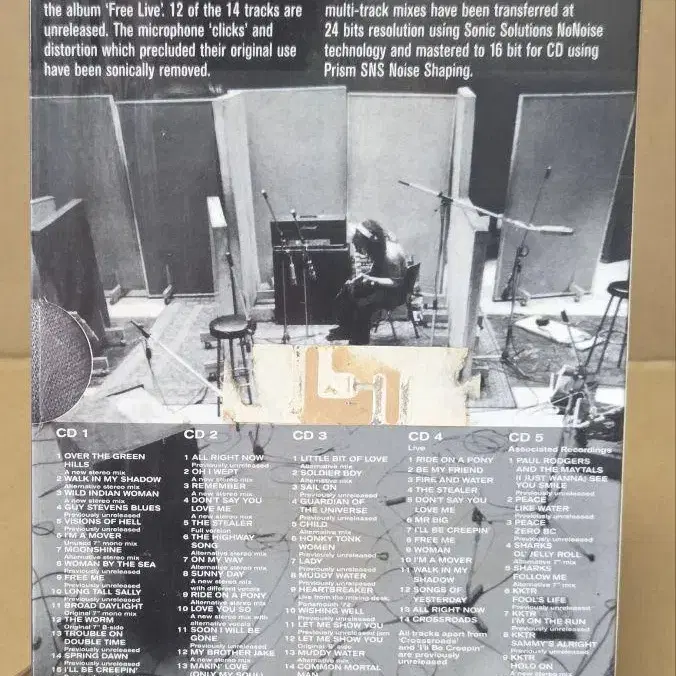 the album 'Free Live'. 12 of the 14 tracks are
unreleased. The microphone 'clicks' and
distortion which precluded their original use
have been sonically removed.
multi-track mixes have been transferred at
24 bits resolution using Sonic Solutions NoNoise
technology and mastered to 16 bit for CD using
Prism SNS Noise Shaping.
CD 1
1 OVER THE GREEN
HILLS
A new stereo mix
2 WALK IN MY SHADOW
Alternative stereo mix
3 WILD INDIAN WOMAN
A new stereo mix
4 GUY STEVENS BLUES
Previously unreleased
5 VISIONS OF HELL
Previously unreleased
6 I'M A MOVER
Unissued 7" mono mix
7 MOONSHINE
Alternative stereo mix
8 WOMAN BY THE SEA
Previously unreleased
9 FREE ME
Previously unreleased
10 LONG TALL SALLY
Previously unreleased
11 BROAD DAYLIGHT
Original 7" mono mix
12 THE WORM
Original 7" B-side
13 TROUBLE ON
DOUBLE TIME
Previously unreleased
14 SPRING DAWN
Previously unreleased
15 I'LL BE CREEPIN'
CD 2
1 ALL RIGHT NOW
Previously unreleased
2 OH I WEPT
A new stereo mix
3 REMEMBER
A new stereo mix
4 DON'T SAY YOU
LOVE ME
A new stereo mix
5 THE STEALER
Full version
6 THE HIGHWAY
SONG
Alternative stereo mix
7 ON MY WAY
Alternative stereo mix
8 SUNNY DAY
A new stereo mix
with different vocals
9 RIDE ON A PONY
Alternative stereo mix
10 LOVE YOU SO
A new stereo mix with
alternative vocals
11 SOON I WILL BE
GONE
Alternative stereo mix
12 MY BROTHER JAKE
A new stereo mix
13 MAKIN' LOVE
(ONLY MY SOUL)
CD 3
1 LITTLE BIT OF LOVE
Alternative mix
2 SOLDIER BOY
Alternative mix
3 SAIL ON
Alternative mix
4 GUARDIAN OF
THE UNIVERSE
Previously unreleased
5 CHILD
Alternative mix
6 HONKY TONK
WOMEN
Previously unreleased
7 LADY
Previously unreleased
8 MUDDY WATER
Previously unreleased
9 HEARTBREAKER
Live from the mixing desk,
Portsmouth '72
10 WISHING WELL
Previously unreleased
11 LET ME SHOW YOU
Previously unreleased jam
12 LET ME SHOW YOU
Original B side
13 MUDDY WATER
Alternative mix
14 COMMON MORTAL
MAN
CD 4
Live
1 RIDE ON A PONY
2 BE MY FRIEND
3 FIRE AND WATER
4 THE STEALER
5 DON'T SAY YOU
LOVE ME
6 MR BIG
7 I'LL BE CREEPIN'
8 FREE ME
9 WOMAN
10 I'M A MOVER
11 WALK IN MY
SHADOW
12 SONGS OF
YESTERDAY
13 ALL RIGHT NOW
14 CROSSROADS
All tracks apart from
'Crossroads'
and 'I'll Be Creepin'
are previously
unreleased
CD 5
Associated Recordings
1 PAUL RODGERS
AND THE MAYTALS
(I JUST WANNA) SEE
YOU SMILE
Previously unreleased
2 PEACE
LIKE WATER
Previously unreleased
3 PEACE
ZERO BC
Previously unreleased
4 SHARKS
OL' JELLY ROLL
Alternative 7" mix
5 SHARKS
FOLLOW ME
Alternative 7" mix
6 KKTR
FOOL'S LIFE
Previously unreleased
7 KKTR
I'M ON THE RUN
Previously unreleased
8 KKTR
SAMMY'S ALRIGHT
Previously unreleased
9 KKTR
HOLD ON
A new stereo mix